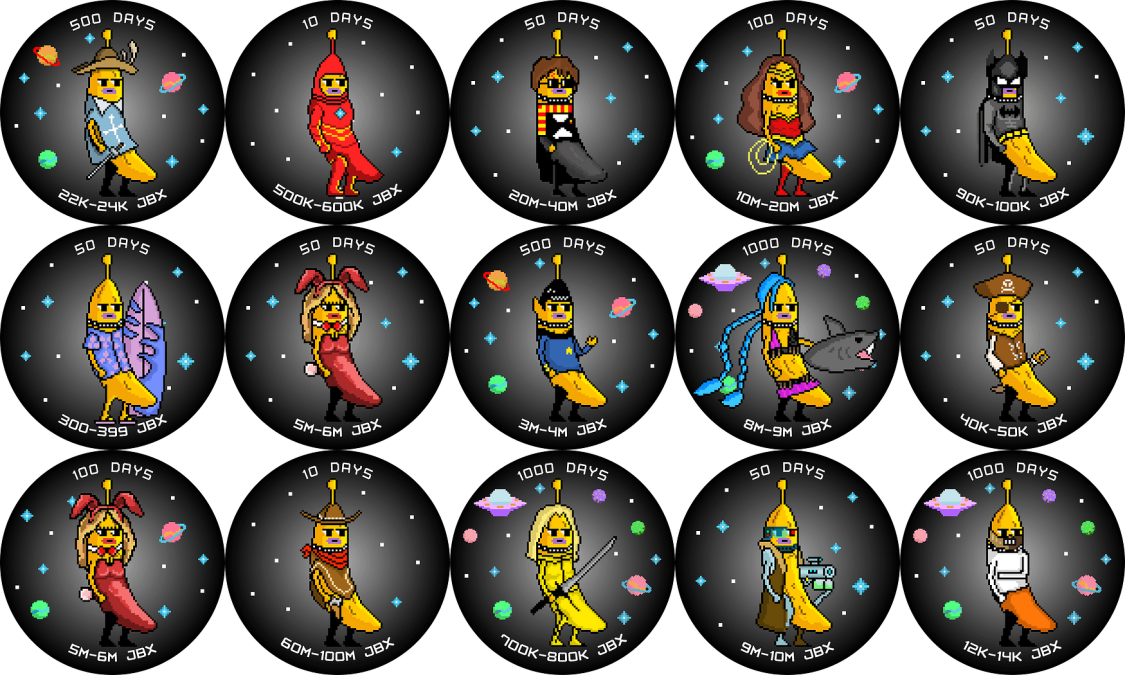 500 DAYS
22K-24K JBX
10 DAYS
500K-600K JBX
50 DAYS
20M-40M JBX
100 DAYS
10M-20M JBX
50 DAYS
90K-100K JBX
50 DAYS
300-399 JBX
50 DAYS
5M-6M JBX
500 DAYS
3M-4M JBX
1000 DAYS
8M-9M JBX
50 DAYS
40K-50K JBX
100 DAYS
5M-6M JBX
10 DAYS
60M-100M JBX
1000 DAYS
700K-800K JBX
50 DAYS
9M-10M JBX
1000 DAYS
12K-14K JBX